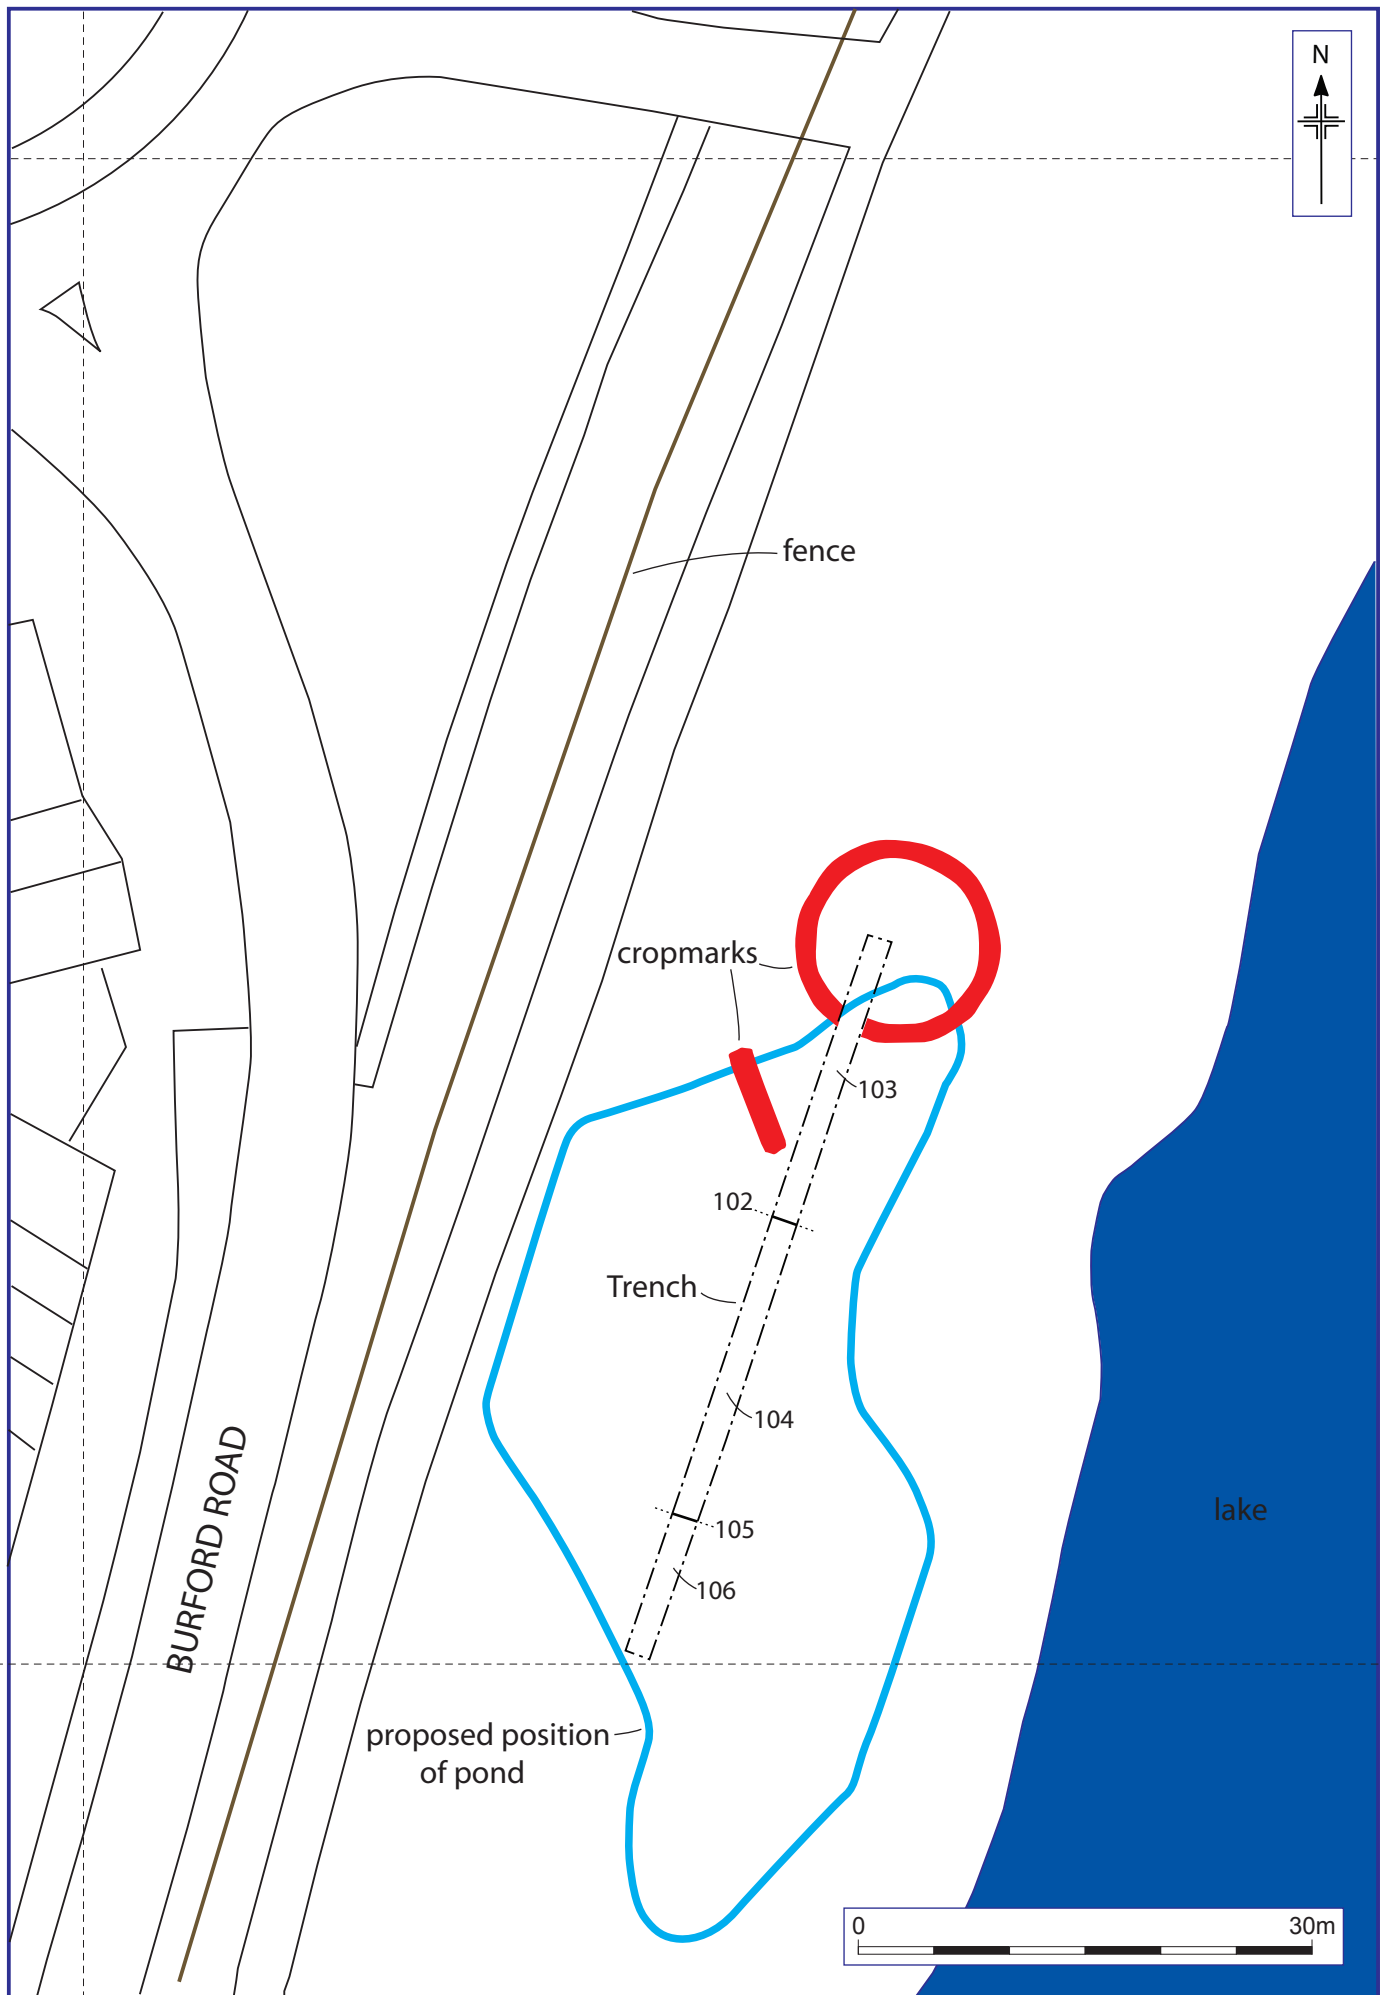 N
fence
cropmarks
103
102
Trench
104
105
106
BURFORD ROAD
lake
proposed position
of pond
0 30m